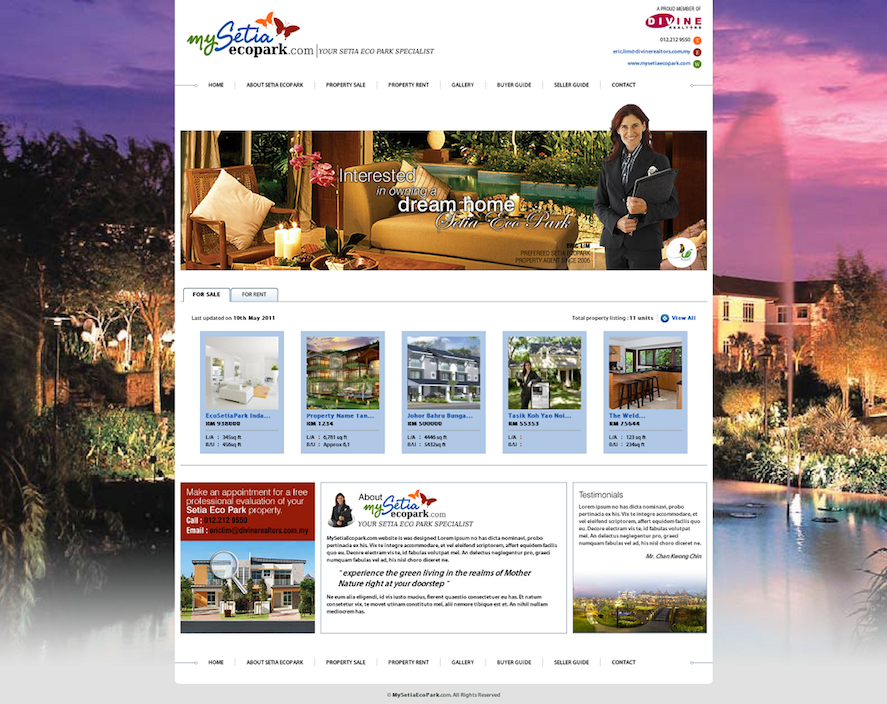 A PROUD MEMBER OF
DIVINE
REALTORS
mySetia
ecopark.com YOUR SETIA ECO PARK SPECIALIST
012.212 9550
eric.lim@divinerealtors.com.my
www.mysetiaecopark.com
HOME ABOUT SETIA ECOPARK PROPERTY SALE PROPERTY RENT GALLERY BUYER GUIDE SELLER GUIDE CONTACT
Interested
in owning a
dream home
Setia Eco Park
ERIC LIM
PREFEREED SETIA ECOPARK
PROPERTY AGENT SINCE 2006
FOR SALE FOR RENT
Last updated on 10th May 2011 Total property listing : 11 units View All
EcoSetiaPark Inda... Property Name Tan... Johor Bahru Bunga... Tasik Koh Yao Noi... The Weld...
RM 938000 RM 1234 RM 500000 RM 55353 RM 75644
L/A : 345sq ft L/A : 6,781 sq ft L/A : 4446 sq ft L/A : L/A : 123 sq ft
B/U : 456sq ft B/U : Approx 6,1 B/U : 5432sq ft B/U : B/U : 234sq ft
Make an appointment for a free
professional evaluation of your
Setia Eco Park property.
Call : 012.212 9550
Email : ericlim@divinerealtors.com.my
About
mySetia
ecopark.com
YOUR SETIA ECO PARK SPECIALIST
MySetiaEcopark.com website is was designed Lorem ipsum no has dicta nominavi, probo
pertinacia ex his. Vix te integre accommodare, et vel eleifend scriptorem, affert equidem facilisis
quo eu. Decore electram vis te, id fabulas volutpat mel. An delectus neglegentur pro, graeci
numquam fabulas vel ad, his nisl choro diceret ne.
" experience the green living in the realms of Mother
Nature right at your doorstep "
Ne eum alia eligendi, id vis iusto mucius, fierent quaestio consectetuer eu has. Et natum
consetetur vix, te movet utinam constituto mel, alii nemore tibique est et. An nihil nullam
mediocrem has.
Testimonials
Lorem ipsum no has dicta nominavi, probo
pertinacia ex his. Vix te integre accommodare, et
vel eleifend scriptorem, affert equidem facilisis
quo eu. Decore electram vis te, id fabulas
volutpat mel. An delectus neglegentur pro, graeci
numquam fabulas vel ad, his nisl choro diceret ne.
Mr. Chan Kwong Chin
HOME ABOUT SETIA ECOPARK PROPERTY SALE PROPERTY RENT GALLERY BUYER GUIDE SELLER GUIDE CONTACT
© MySetiaEcoPark.com. All Rights Reserved